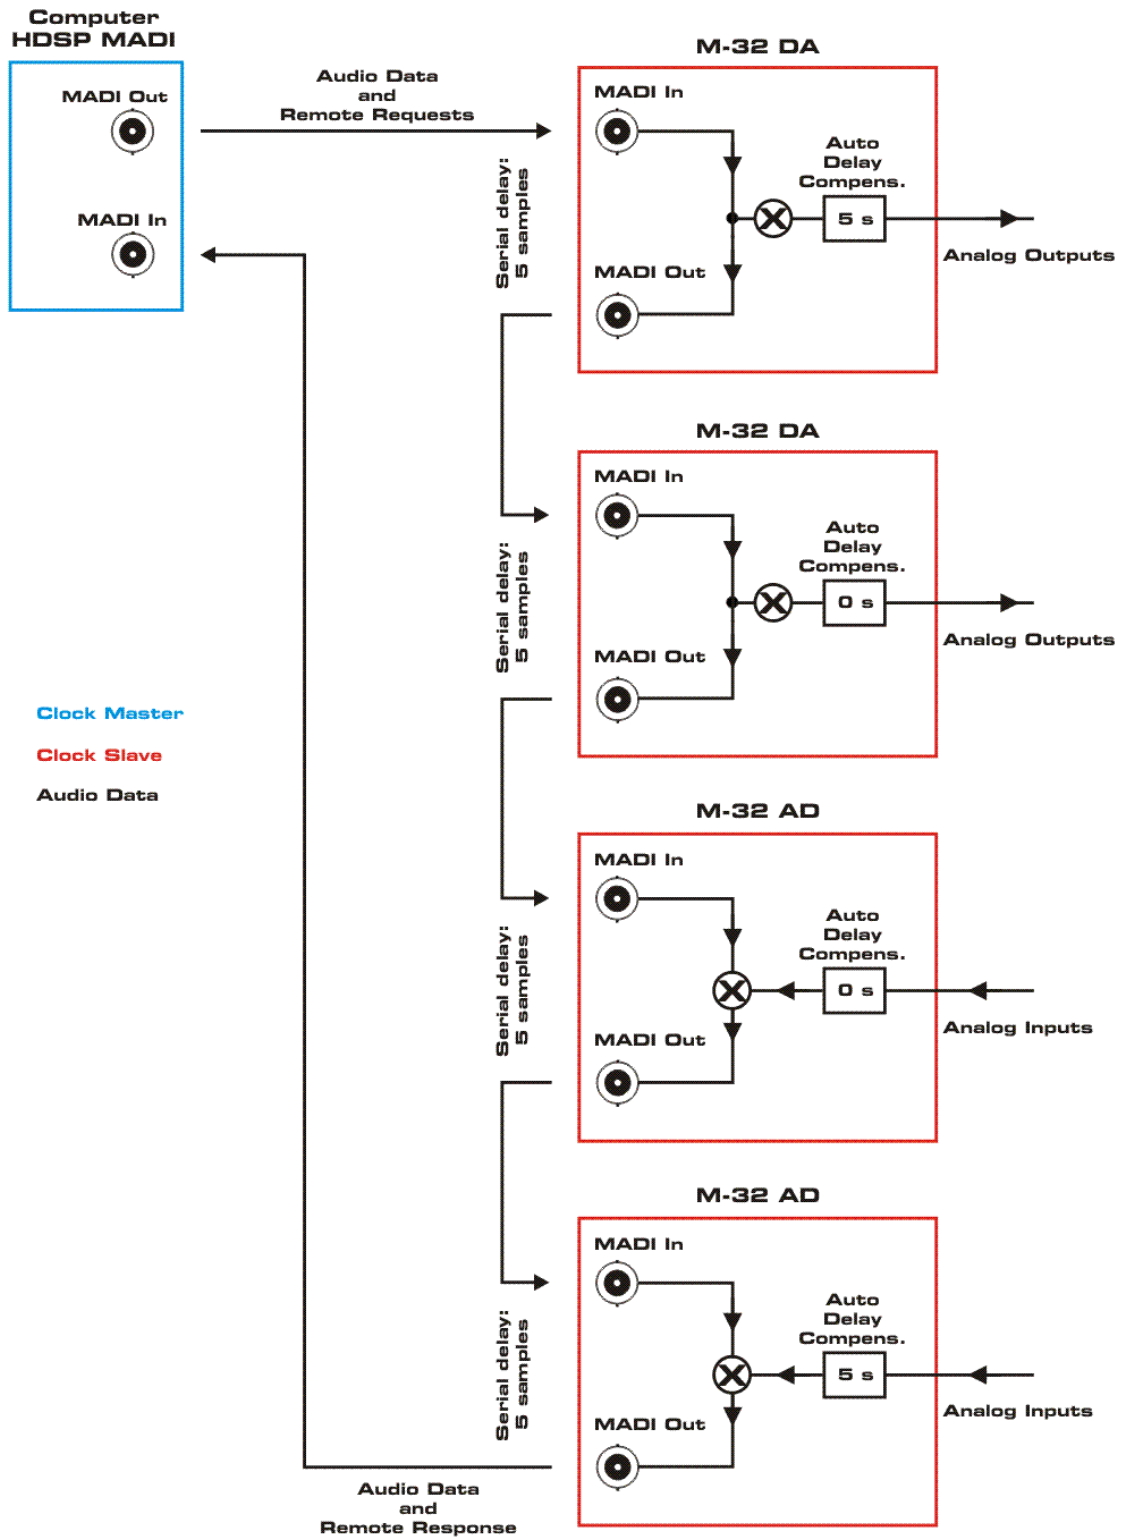 Computer
HDSP MADI
MADI Out
MADI In
Audio Data
and
Remote Requests
M-32 DA
MADI In
Auto
Delay
Compens.
5 s
Analog Outputs
MADI Out
Serial delay:
5 samples
M-32 DA
MADI In
Auto
Delay
Compens.
0 s
Analog Outputs
MADI Out
Serial delay:
5 samples
Clock Master
Clock Slave
Audio Data
M-32 AD
MADI In
Auto
Delay
Compens.
0 s
Analog Inputs
MADI Out
Serial delay:
5 samples
M-32 AD
MADI In
Auto
Delay
Compens.
5 s
Analog Inputs
MADI Out
Serial delay:
5 samples
Audio Data
and
Remote Response